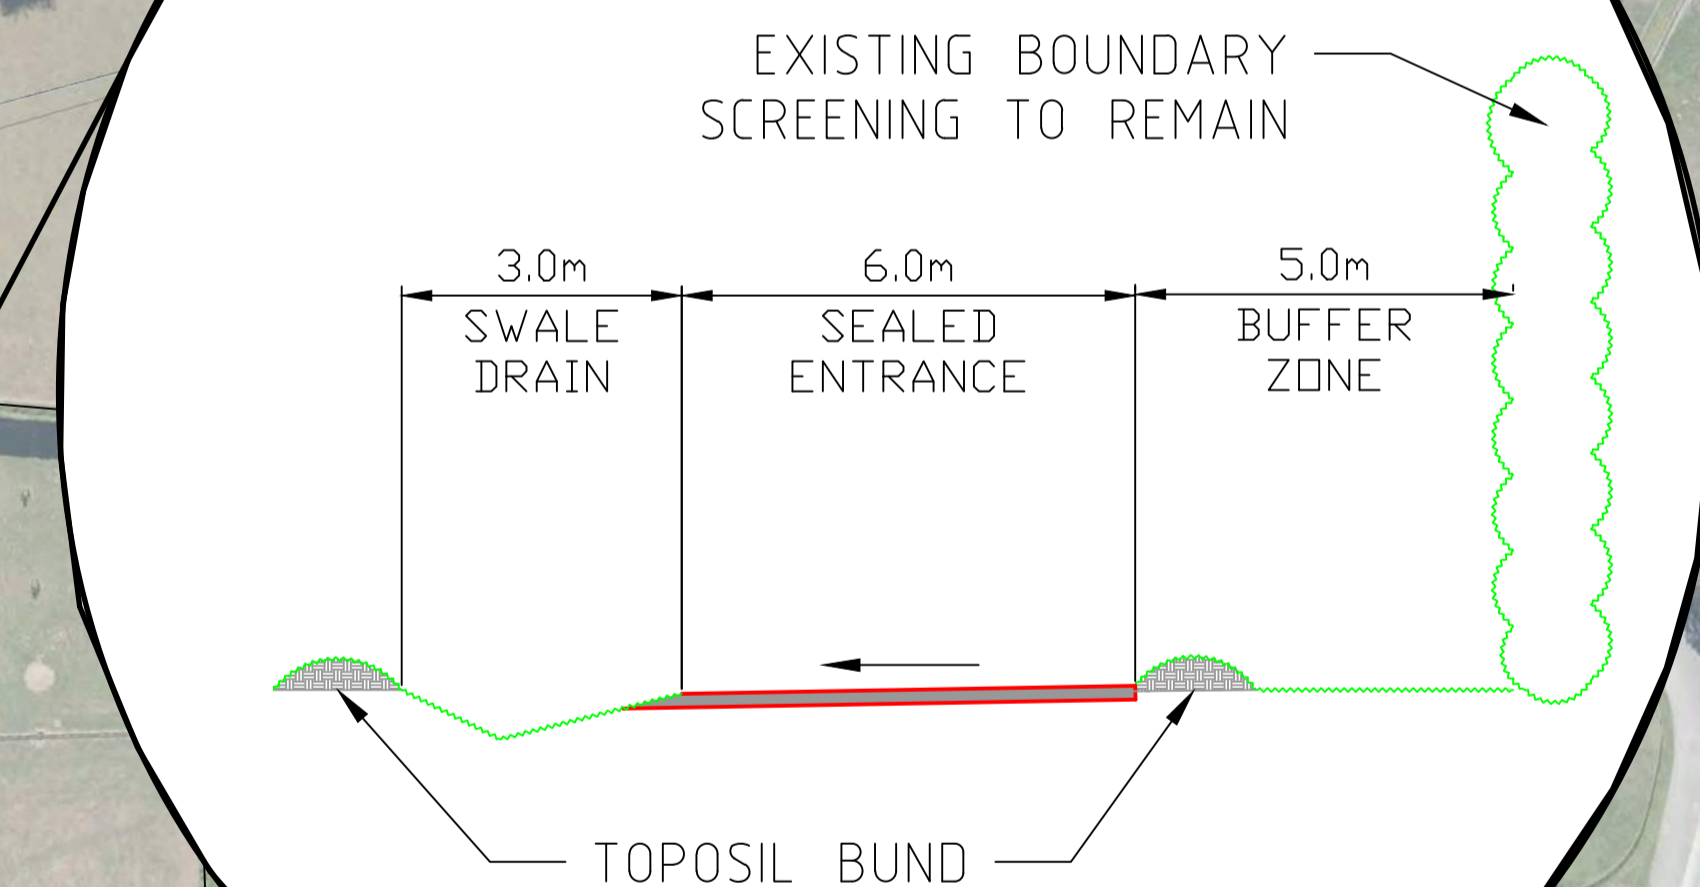 EXISTING BOUNDARY
SCREENING TO REMAIN
3.0m
SWALE
DRAIN
6.0m
SEALED
ENTRANCE
5.0m
BUFFER
ZONE
TOPOSIL BUND